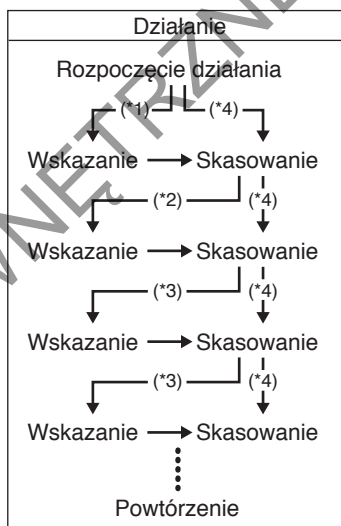 Działanie
Rozpoczęcie działania
(*1) (*4)
Wskazanie Skasowanie
(*2) (*4)
Wskazanie Skasowanie
(*3) (*4)
Wskazanie Skasowanie
(*3) (*4)
Wskazanie Skasowanie
Powtórzenie
WNĘTRZNE